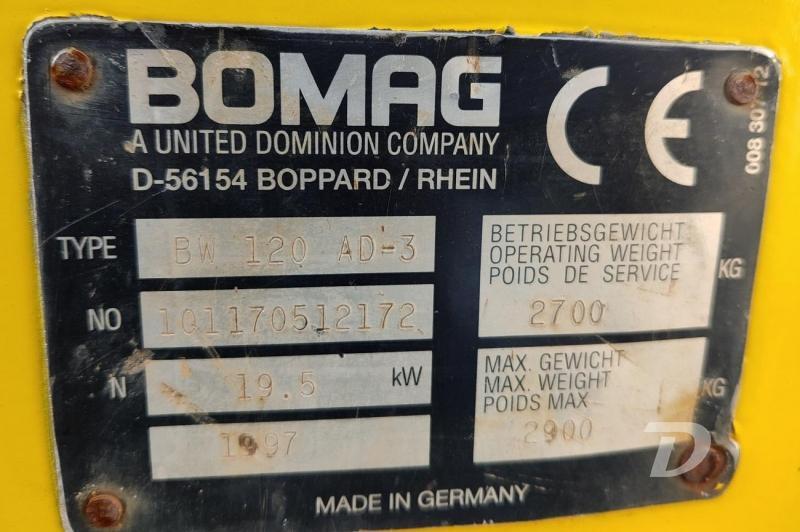 BOMAG
A UNITED DOMINION COMPANY
D-56154 BOPPARD / RHEIN
CE
TYPE BW 120 AD-3
NO 101170512172
N 19.5 kW
1997
BETRIEBSGEWICHT
OPERATING WEIGHT
POIDS DE SERVICE
2700 KG
MAX. GEWICHT
MAX. WEIGHT
POIDS MAX
2900 KG
MADE IN GERMANY
D